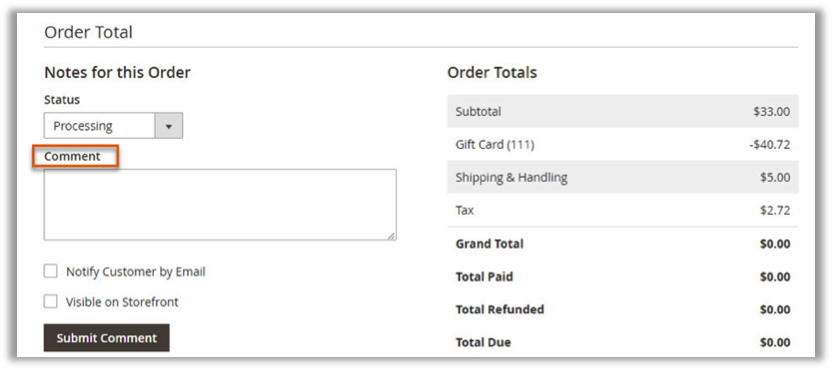 Order Total
Notes for this Order
Status
Processing
Comment
Notify Customer by Email
Visible on Storefront
Submit Comment
Order Totals
Subtotal $33.00
Gift Card (111) -$40.72
Shipping & Handling $5.00
Tax $2.72
Grand Total $0.00
Total Paid $0.00
Total Refunded $0.00
Total Due $0.00